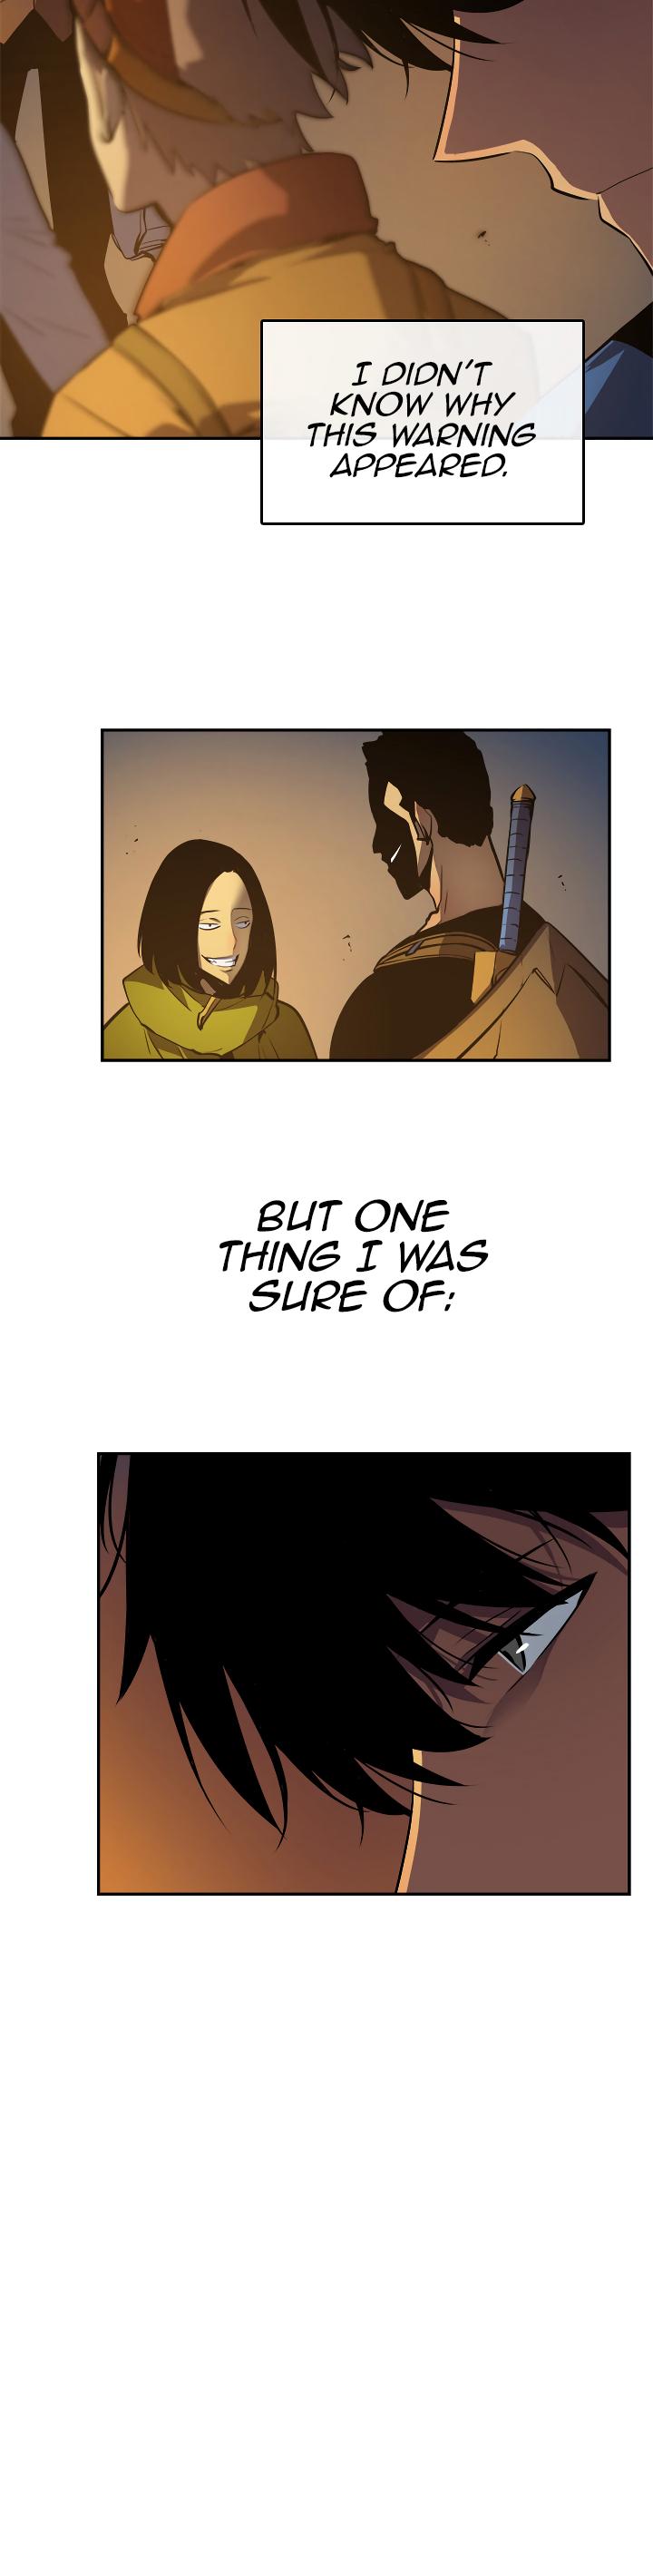 I DIDN'T
KNOW WHY
THIS WARNING
APPEARED.
BUT ONE
THING I WAS
SURE OF: